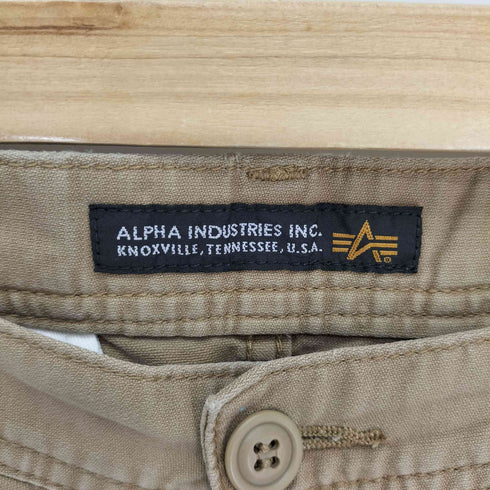 ALPHA INDUSTRIES INC.
KNOXVILLE, TENNESSEE, U.S.A.